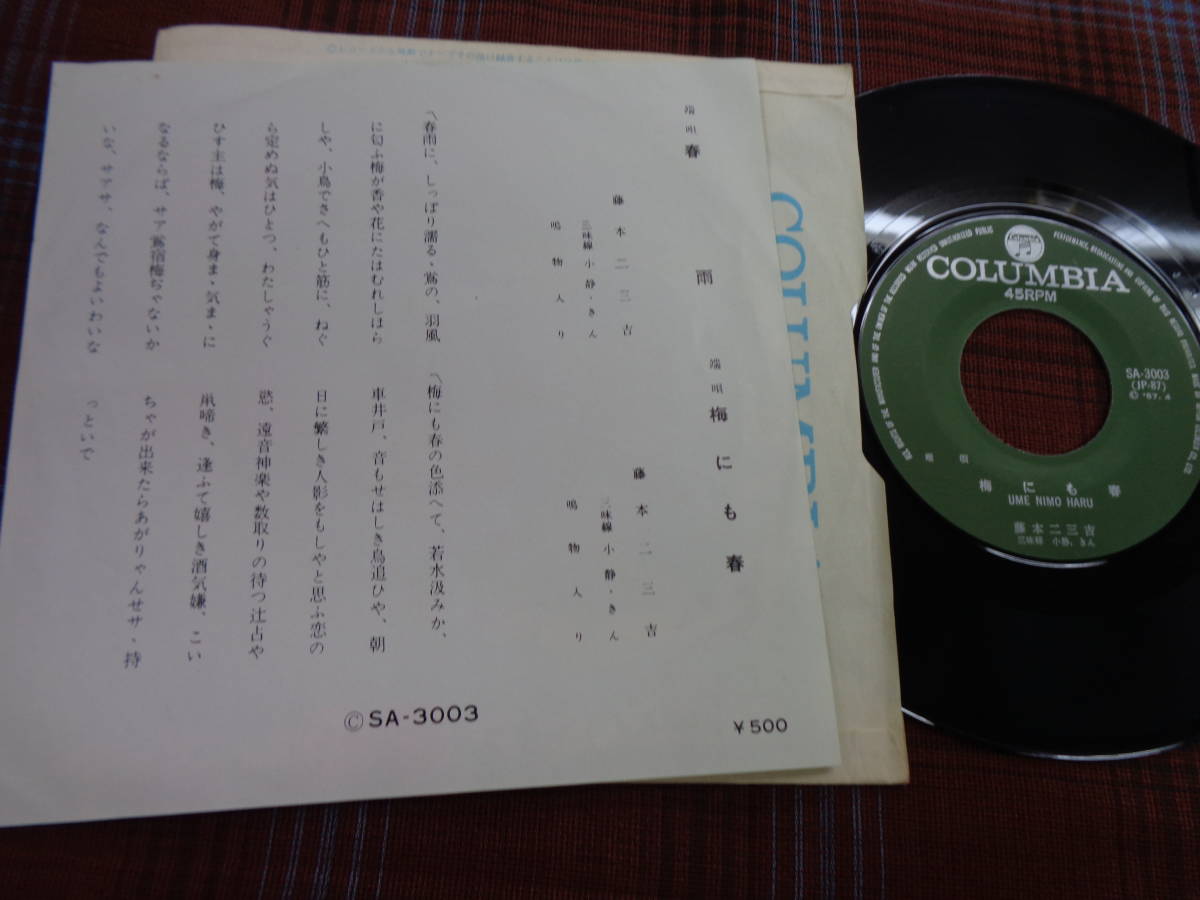 端唄 春雨
藤本二三吉
三味線 小静・きん
鳴物入り
〽春雨に、しっぽり濡る、鴬の、羽風
に匂ふ梅が香や花にたはむれしほら
しや、小鳥でさへもひと筋に、ねぐ
ら定めぬ気はひとつ、わたしゃうぐ
ひす主は梅、やがて身まゝ気まゝに
なるならば、サア鴬宿梅ぢゃないか
いな、サアサ、なんでもよいわいな
端唄 梅にも春
藤本二三吉
三味線 小静・きん
鳴物入り
〽梅にも春の色添へて、若水汲みか、
車井戸、音もせはしき鳥追ひや、朝
日に繁しき人影をもしやと思ふ恋の
慾、遠音神楽や数取りの待つ辻占や
鼡啼き、逢ふて嬉しき酒気嫌、こい
ちゃが出来たらあがりゃんせサ、持
っといで
©SA-3003
¥500
COLUMBIA
COLUMBIA
45RPM
SA-3003
(JP-87)
© '67.4
端唄
梅にも春
UME NIMO HARU
藤本二三吉
三味線 小静、きん